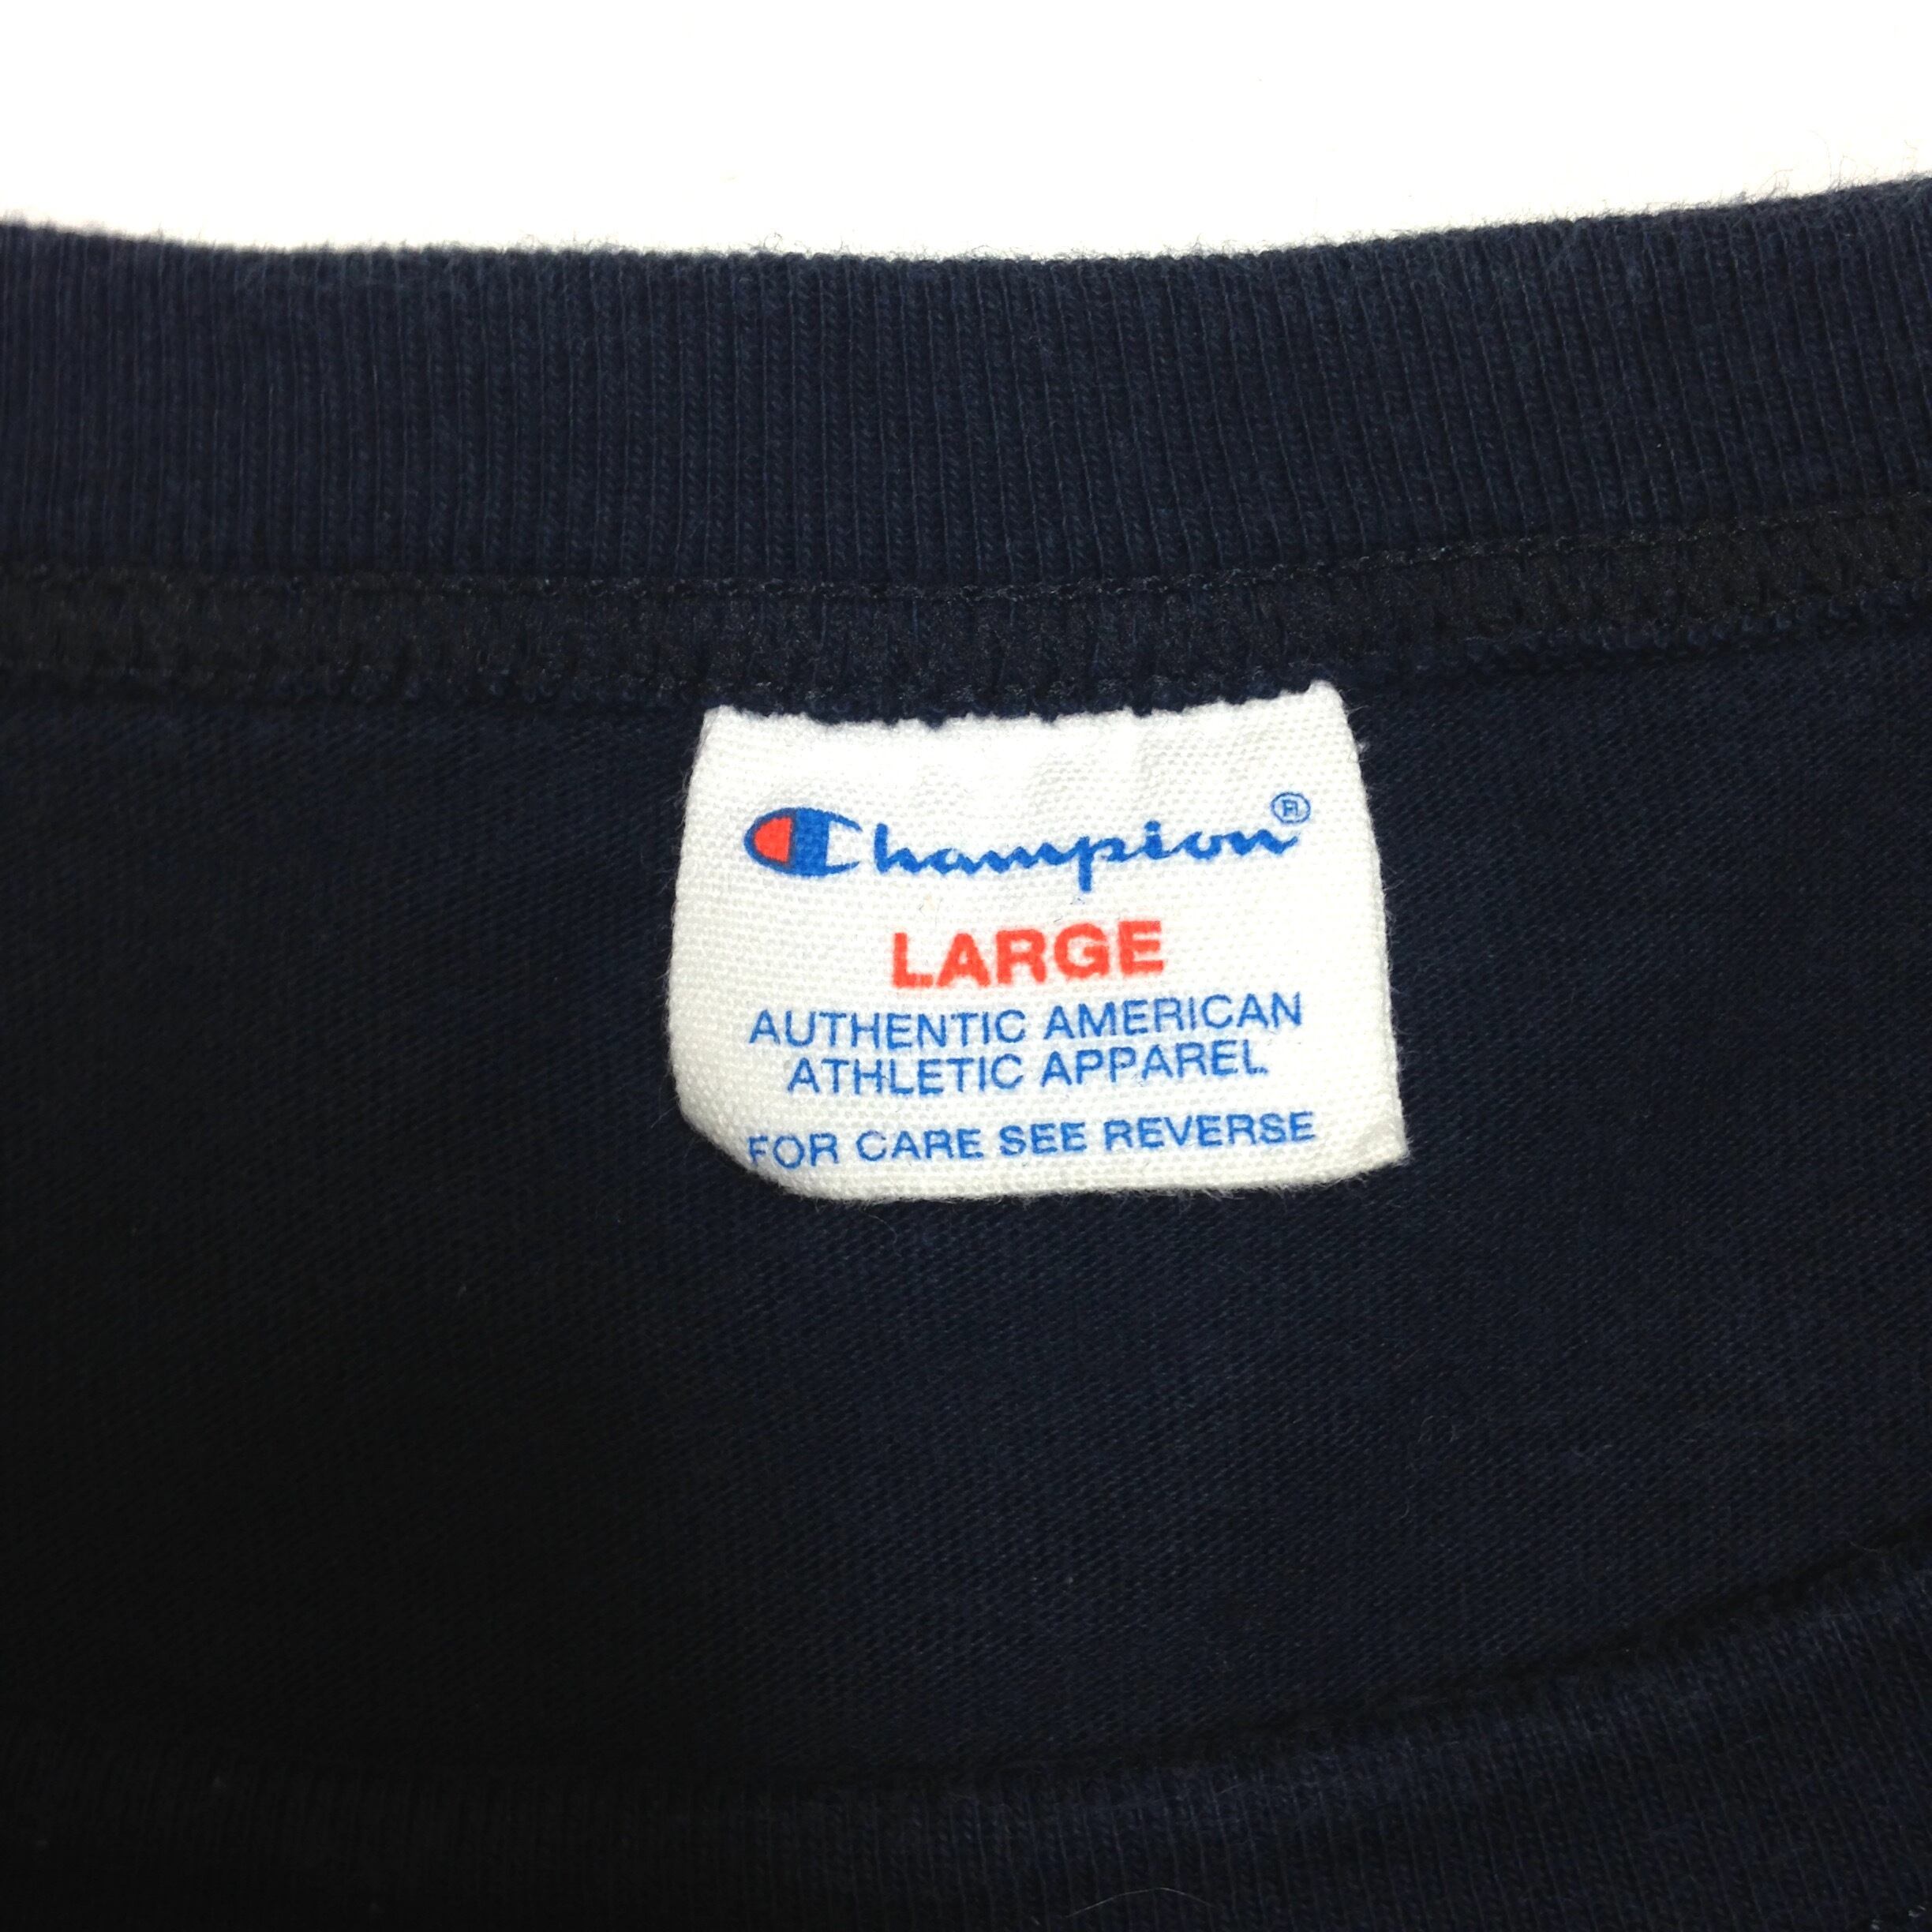 Champion®
LARGE
AUTHENTIC AMERICAN
ATHLETIC APPAREL
FOR CARE SEE REVERSE